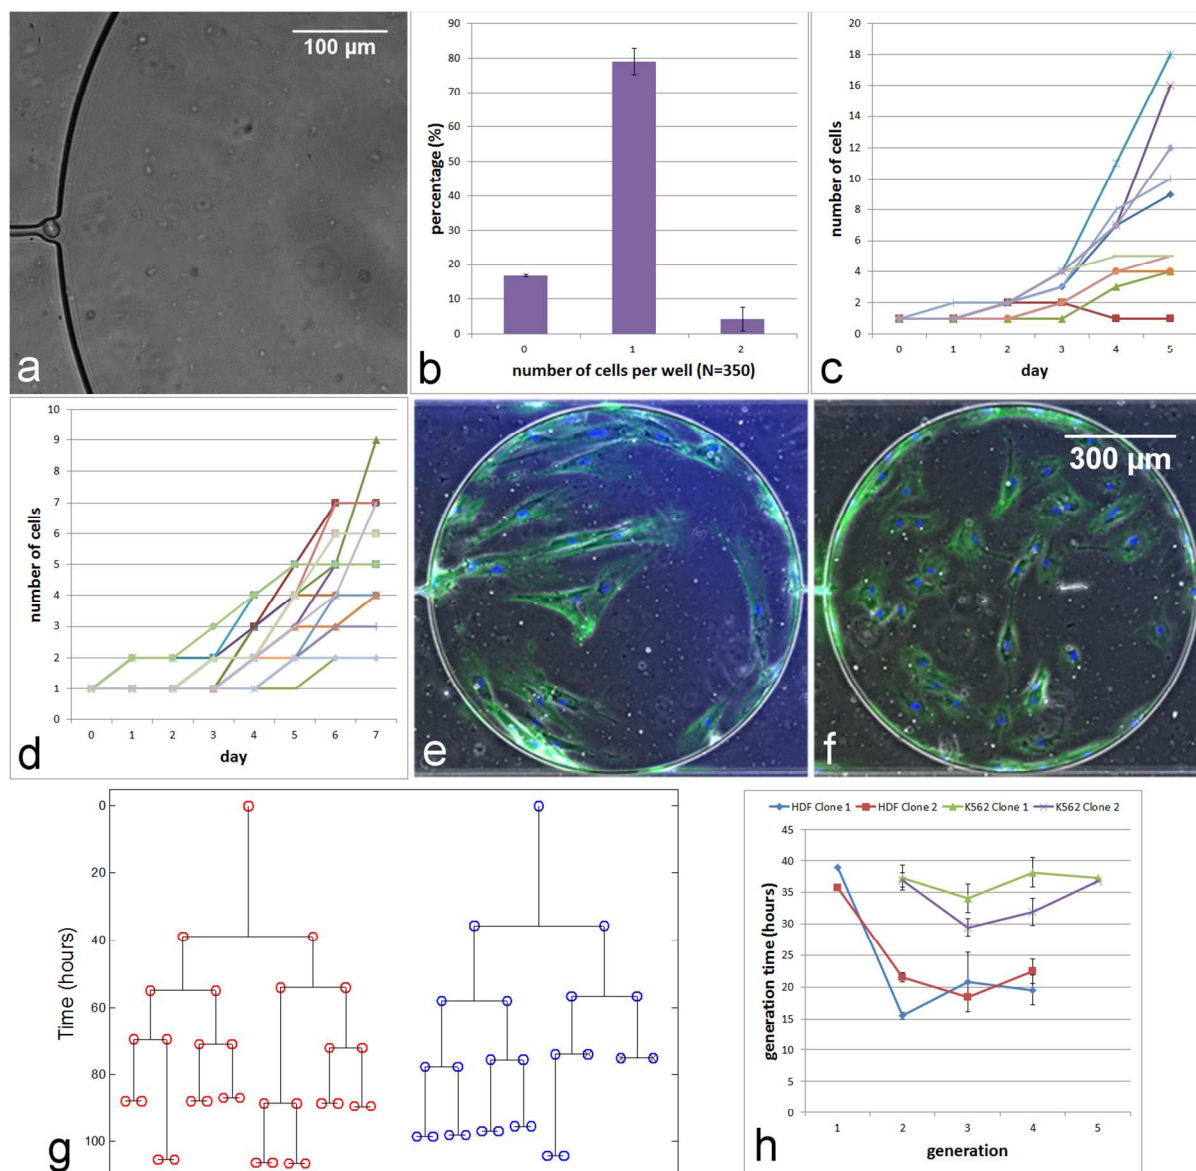 100 µm
a
90
80
70
60
50
40
30
20
10
0
percentage (%)
0 1 2
number of cells per well (N=350)
b
20
18
16
14
12
10
8
6
4
2
0
number of cells
0 1 2 3 4 5
day
c
10
9
8
7
6
5
4
3
2
1
0
number of cells
0 1 2 3 4 5 6 7
day
d
e
300 µm
f
0
20
40
60
80
100
Time (hours)
g
HDF Clone 1 HDF Clone 2 K562 Clone 1 K562 Clone 2
45
40
35
30
25
20
15
10
5
0
generation time (hours)
1 2 3 4 5
generation
h